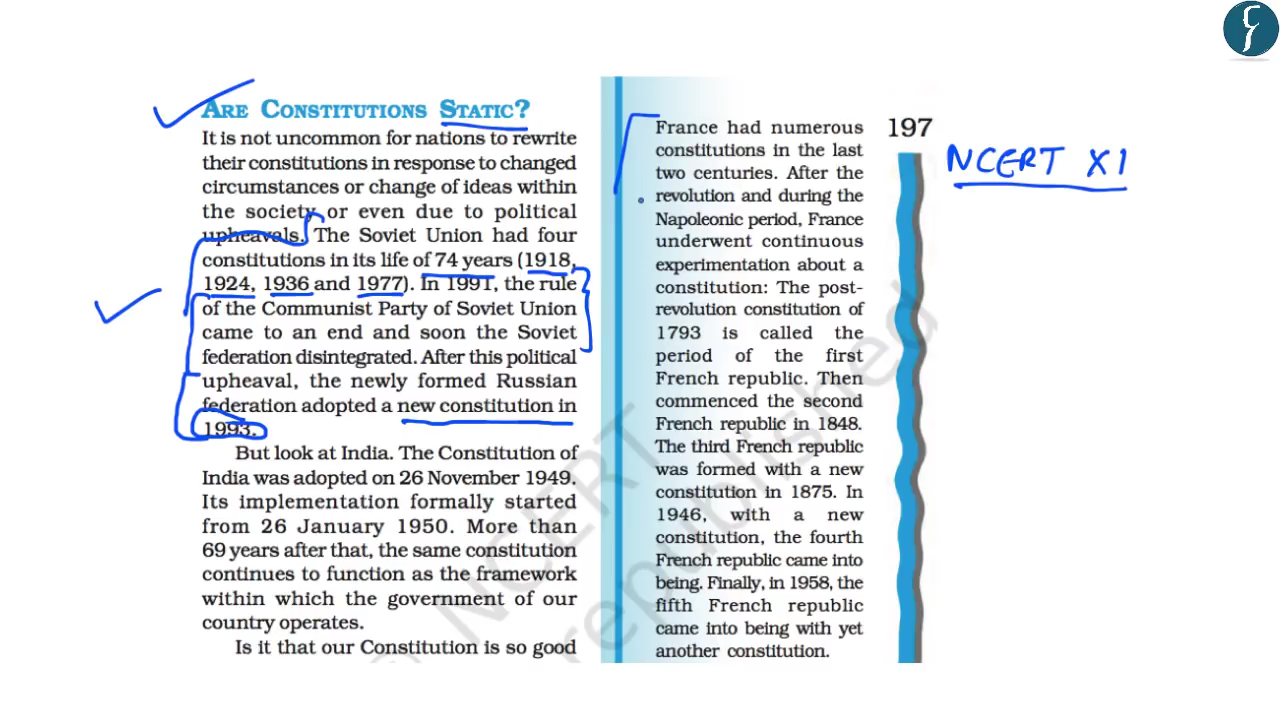 ARE CONSTITUTIONS STATIC?
It is not uncommon for nations to rewrite
their constitutions in response to changed
circumstances or change of ideas within
the society or even due to political
upheavals. The Soviet Union had four
constitutions in its life of 74 years (1918,
1924, 1936 and 1977). In 1991, the rule
of the Communist Party of Soviet Union
came to an end and soon the Soviet
federation disintegrated. After this political
upheaval, the newly formed Russian
federation adopted a new constitution in
1993.
But look at India. The Constitution of
India was adopted on 26 November 1949.
Its implementation formally started
from 26 January 1950. More than
69 years after that, the same constitution
continues to function as the framework
within which the government of our
country operates.
Is it that our Constitution is so good
France had numerous
constitutions in the last
two centuries. After the
revolution and during the
Napoleonic period, France
underwent continuous
experimentation about a
constitution: The post-
revolution constitution of
1793 is called the
period of the first
French republic. Then
commenced the second
French republic in 1848.
The third French republic
was formed with a new
constitution in 1875. In
1946, with a new
constitution, the fourth
French republic came into
being. Finally, in 1958, the
fifth French republic
came into being with yet
another constitution.
197
NCERT XI
© NCERT
republished